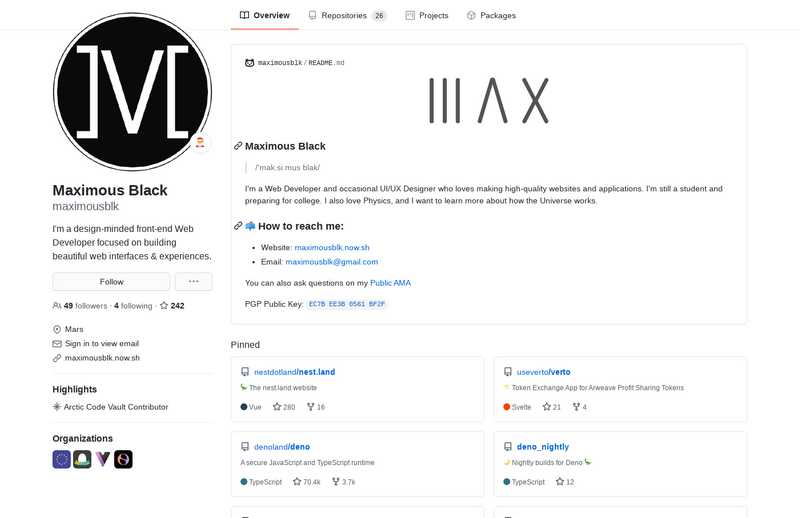 Overview
Repositories 26
Projects
Packages
maximousblk / README.md
MAX
Maximous Black
/'mak.si.mus blak/
I'm a Web Developer and occasional UI/UX Designer who loves making high-quality websites and applications. I'm still a student and
preparing for college. I also love Physics, and I want to learn more about how the Universe works.
How to reach me:
Website: maximousblk.now.sh
Email: maximousblk@gmail.com
You can also ask questions on my Public AMA
PGP Public Key: EC7B EE3B 0561 BF2F
]V[
Maximous Black
maximousblk
I'm a design-minded front-end Web
Developer focused on building
beautiful web interfaces & experiences.
Follow
49 followers · 4 following · 242
Mars
Sign in to view email
maximousblk.now.sh
Highlights
Arctic Code Vault Contributor
Organizations
Pinned
nestdotland/nest.land
The nest.land website
Vue 280 16
useverto/verto
Token Exchange App for Arweave Profit Sharing Tokens
Svelte 21 4
denoland/deno
A secure JavaScript and TypeScript runtime
TypeScript 70.4k 3.7k
deno_nightly
Nightly builds for Deno
TypeScript 12